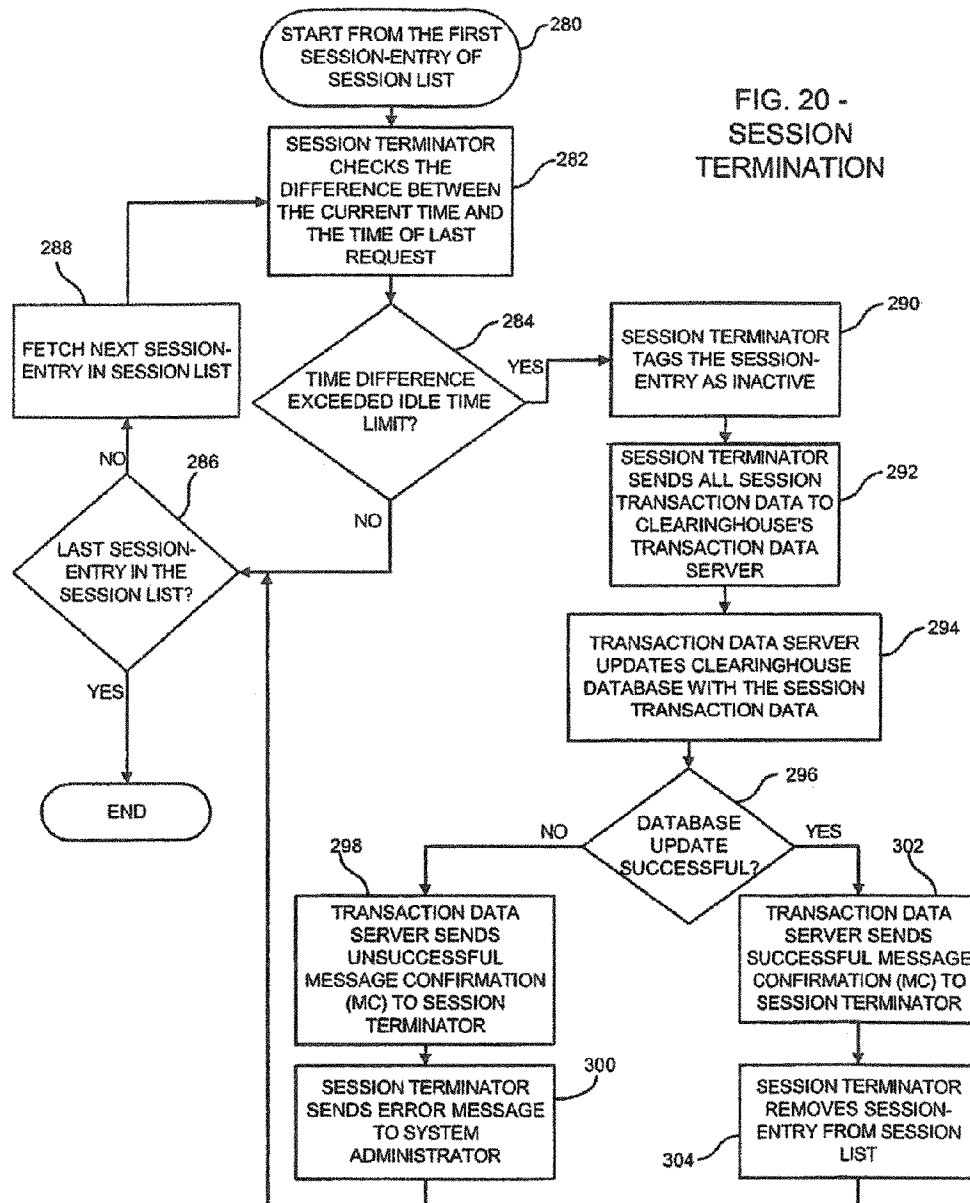 START FROM THE FIRST
SESSION-ENTRY OF
SESSION LIST
280
FIG. 20 -
SESSION
TERMINATION
SESSION TERMINATOR
CHECKS THE
DIFFERENCE BETWEEN
THE CURRENT TIME AND
THE TIME OF LAST
REQUEST
282
288
FETCH NEXT SESSION-
ENTRY IN SESSION LIST
284
TIME DIFFERENCE
EXCEEDED IDLE TIME
LIMIT?
YES
NO
290
SESSION TERMINATOR
TAGS THE SESSION-
ENTRY AS INACTIVE
NO
286
LAST SESSION-
ENTRY IN THE
SESSION LIST?
YES
END
SESSION TERMINATOR
SENDS ALL SESSION
TRANSACTION DATA TO
CLEARINGHOUSE'S
TRANSACTION DATA
SERVER
292
TRANSACTION DATA SERVER
UPDATES CLEARINGHOUSE
DATABASE WITH THE SESSION
TRANSACTION DATA
294
296
DATABASE
UPDATE
SUCCESSFUL?
NO
YES
298
TRANSACTION DATA
SERVER SENDS
UNSUCCESSFUL
MESSAGE CONFIRMATION
(MC) TO SESSION
TERMINATOR
302
TRANSACTION DATA
SERVER SENDS
SUCCESSFUL MESSAGE
CONFIRMATION (MC) TO
SESSION TERMINATOR
300
SESSION TERMINATOR
SENDS ERROR MESSAGE
TO SYSTEM
ADMINISTRATOR
SESSION TERMINATOR
REMOVES SESSION-
ENTRY FROM SESSION
LIST
304